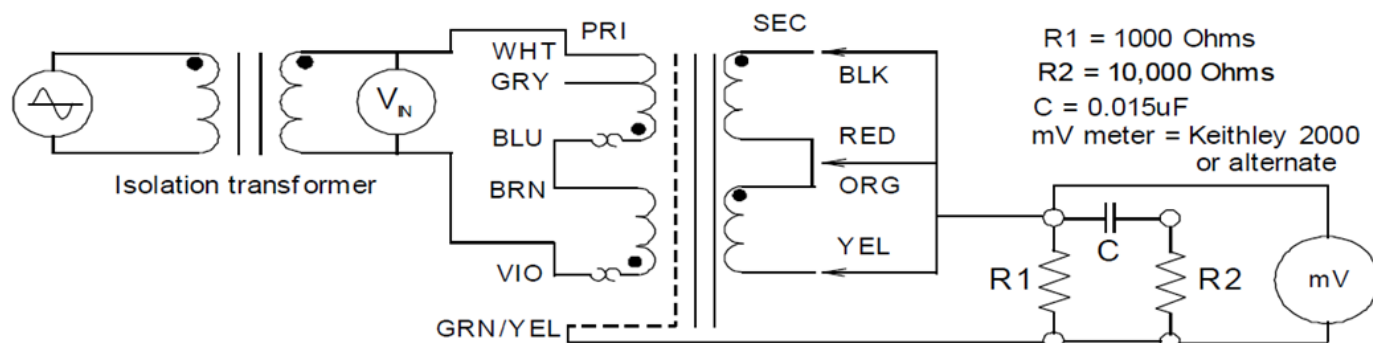 PRI
SEC
WHT
GRY
BLU
BRN
VIO
GRN/YEL
V_IN
Isolation transformer
BLK
RED
ORG
YEL
R1 = 1000 Ohms
R2 = 10,000 Ohms
C = 0.015uF
mV meter = Keithley 2000
or alternate
C
R1
R2
mV